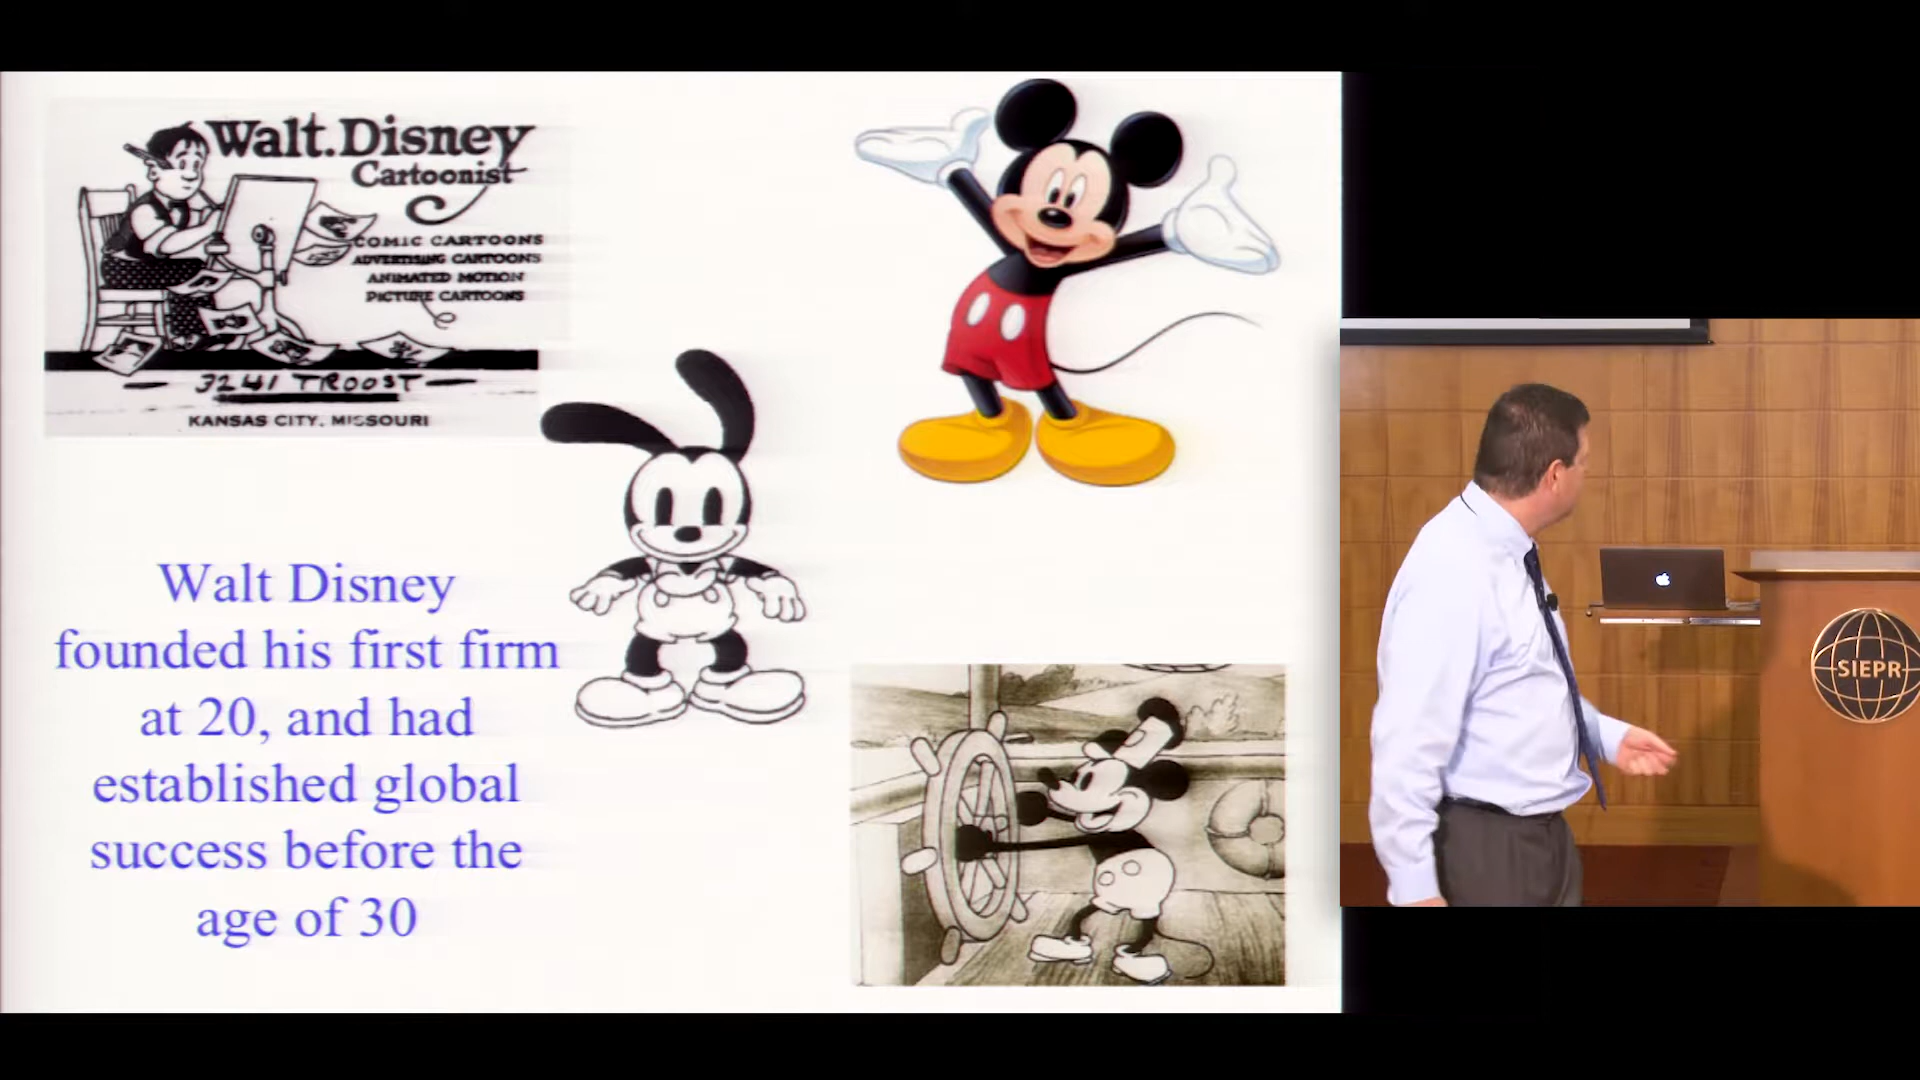 Walt.Disney
Cartoonist
COMIC CARTOONS
ADVERTISING CARTOONS
ANIMATED MOTION
PICTURE CARTOONS
3241 TROOST
KANSAS CITY, MISSOURI
Walt Disney
founded his first firm
at 20, and had
established global
success before the
age of 30
SIEPR